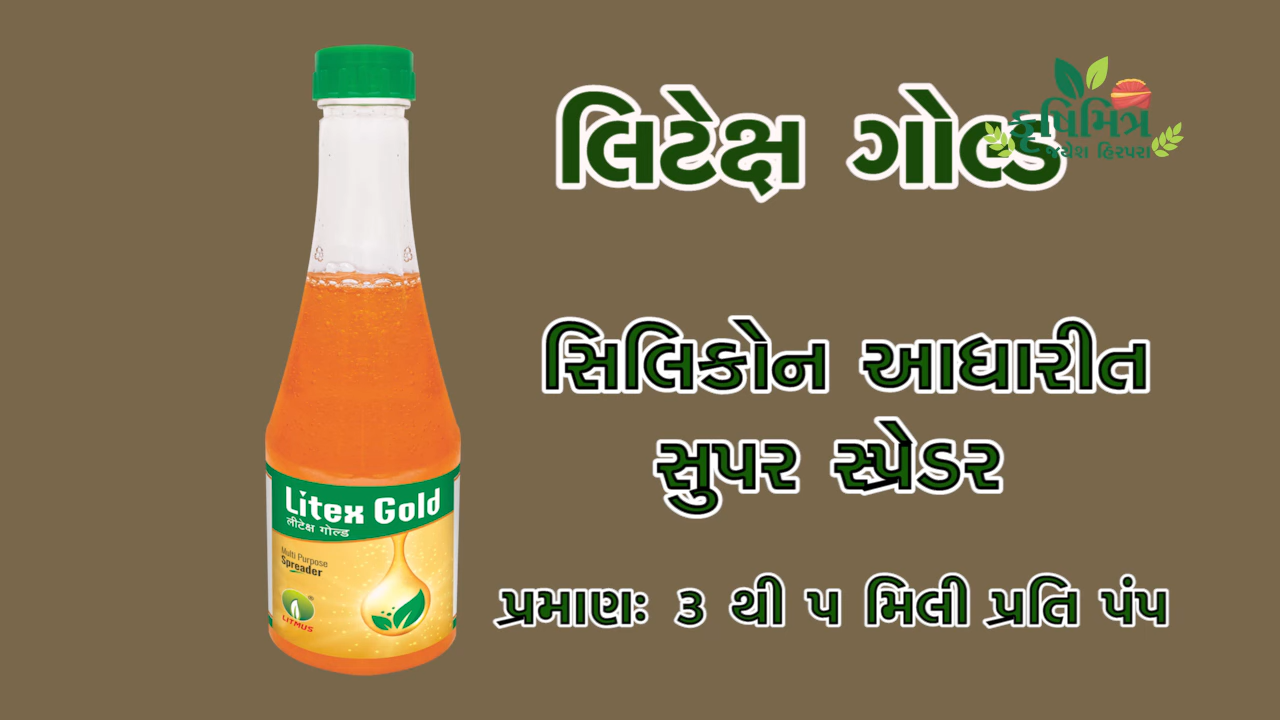 લિટેક્ષ ગોલ્ડ
કૃષિમિત્ર
જયેશ હિરપરા
સિલિકોન આધારીત
સુપર સ્પ્રેડર
પ્રમાણઃ ૩ થી ૫ મિલી પ્રતિ પંપ
Litex Gold
लीटेक्ष गोल्ड
Multi Purpose
Spreader
®
LITMUS